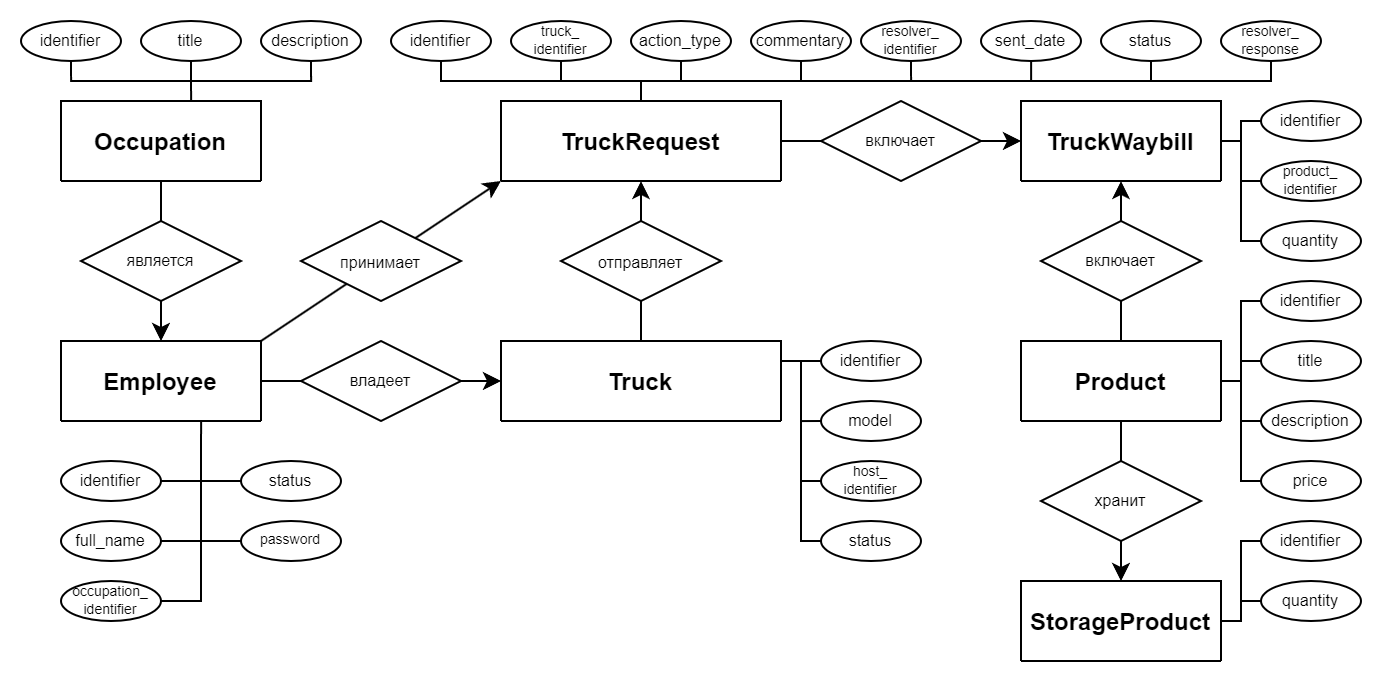 identifier
title
description
identifier
truck_
identifier
action_type
commentary
resolver_
identifier
sent_date
status
resolver_
response
Occupation
TruckRequest
включает
TruckWaybill
identifier
product_
identifier
quantity
является
принимает
отправляет
включает
Employee
владеет
Truck
identifier
model
host_
identifier
status
Product
identifier
title
description
price
identifier
status
full_name
password
occupation_
identifier
хранит
StorageProduct
identifier
quantity